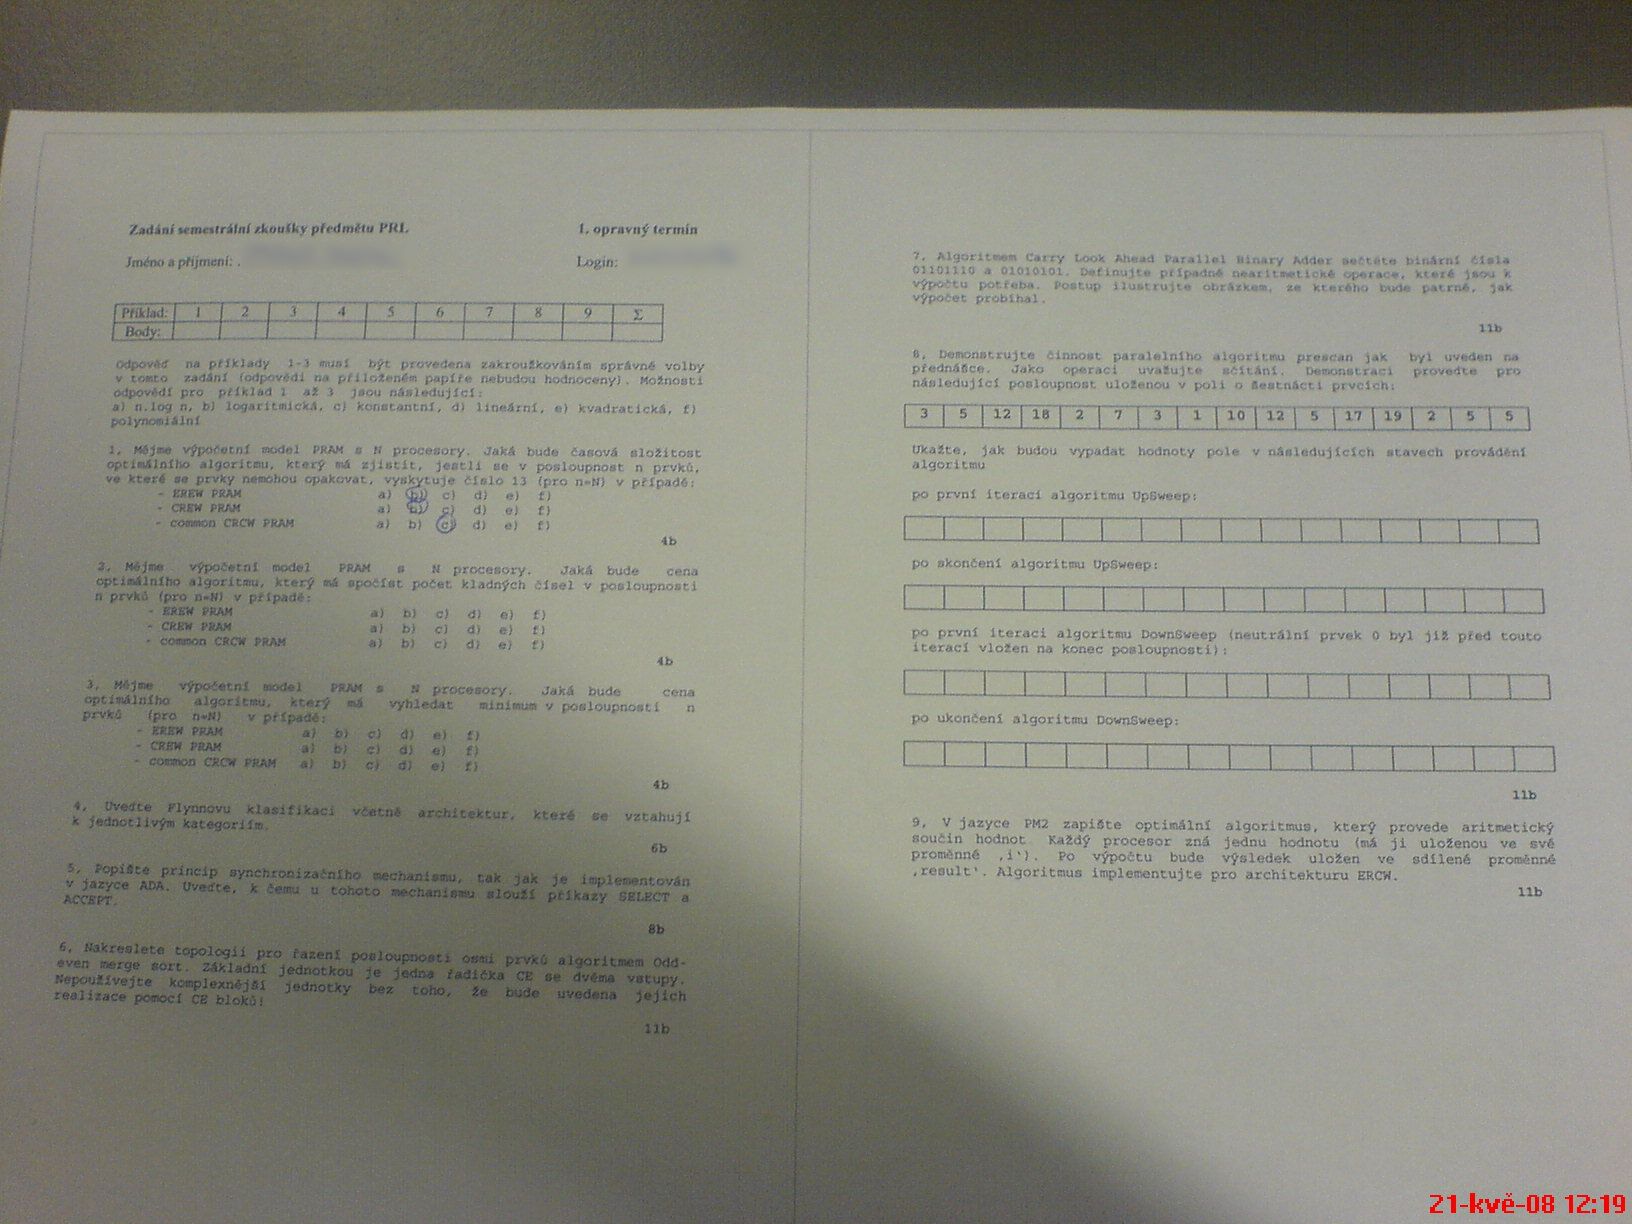 Zadání semestrální zkoušky předmětu PRL 1. opravný termín
Jméno a příjmení: . Login:
Příklad: 1 2 3 4 5 6 7 8 9 Σ
Body:
Odpověď na příklady 1-3 musí být provedena zakroužkováním správné volby
v tomto zadání (odpovědi na přiloženém papíře nebudou hodnoceny). Možnosti
odpovědí pro příklad 1 až 3 jsou následující:
a) n.log n, b) logaritmická, c) konstantní, d) lineární, e) kvadratická, f)
polynomiální
1, Mějme výpočetní model PRAM s N procesory. Jaká bude časová složitost
optimálního algoritmu, který má zjistit, jestli se v posloupnost n prvků,
ve které se prvky nemohou opakovat, vyskytuje číslo 13 (pro n=N) v případě:
- EREW PRAM a) b) c) d) e) f)
- CREW PRAM a) b) c) d) e) f)
- common CRCW PRAM a) b) c) d) e) f)
4b
2, Mějme výpočetní model PRAM s N procesory. Jaká bude cena
optimálního algoritmu, který má spočíst počet kladných čísel v posloupnosti
n prvků (pro n=N) v případě:
- EREW PRAM a) b) c) d) e) f)
- CREW PRAM a) b) c) d) e) f)
- common CRCW PRAM a) b) c) d) e) f)
4b
3, Mějme výpočetní model PRAM s N procesory. Jaká bude cena
optimálního algoritmu, který má vyhledat minimum v posloupnosti n
prvků (pro n=N) v případě:
- EREW PRAM a) b) c) d) e) f)
- CREW PRAM a) b) c) d) e) f)
- common CRCW PRAM a) b) c) d) e) f)
4b
4, Uveďte Flynnovu klasifikaci včetně architektur, které se vztahují
k jednotlivým kategoriím.
6b
5, Popište princip synchronizačního mechanismu, tak jak je implementován
v jazyce ADA. Uveďte, k čemu u tohoto mechanismu slouží příkazy SELECT a
ACCEPT.
8b
6, Nakreslete topologii pro řazení posloupnosti osmi prvků algoritmem Odd-
even merge sort. Základní jednotkou je jedna řadička CE se dvěma vstupy.
Nepoužívejte komplexnější jednotky bez toho, že bude uvedena jejich
realizace pomocí CE bloků!
11b
7, Algoritmem Carry Look Ahead Parallel Binary Adder sečtěte binární čísla
01101110 a 01010101. Definujte případné nearitmetické operace, které jsou k
výpočtu potřeba. Postup ilustrujte obrázkem, ze kterého bude patrné, jak
výpočet probíhal.
11b
8, Demonstrujte činnost paralelního algoritmu prescan jak byl uveden na
přednášce. Jako operaci uvažujte sčítání. Demonstraci proveďte pro
následující posloupnost uloženou v poli o šestnácti prvcích:
3 5 12 18 2 7 3 1 10 12 5 17 19 2 5 5
Ukažte, jak budou vypadat hodnoty pole v následujících stavech provádění
algoritmu
po první iteraci algoritmu UpSweep:
po skončení algoritmu UpSweep:
po první iteraci algoritmu DownSweep (neutrální prvek 0 byl již před touto
iterací vložen na konec posloupnosti):
po ukončení algoritmu DownSweep:
11b
9, V jazyce PM2 zapište optimální algoritmus, který provede aritmetický
součin hodnot Každý procesor zná jednu hodnotu (má ji uloženou ve své
proměnné ‚i‘). Po výpočtu bude výsledek uložen ve sdílené proměnné
‚result‘. Algoritmus implementujte pro architekturu ERCW.
11b
21-kvě-08 12:19